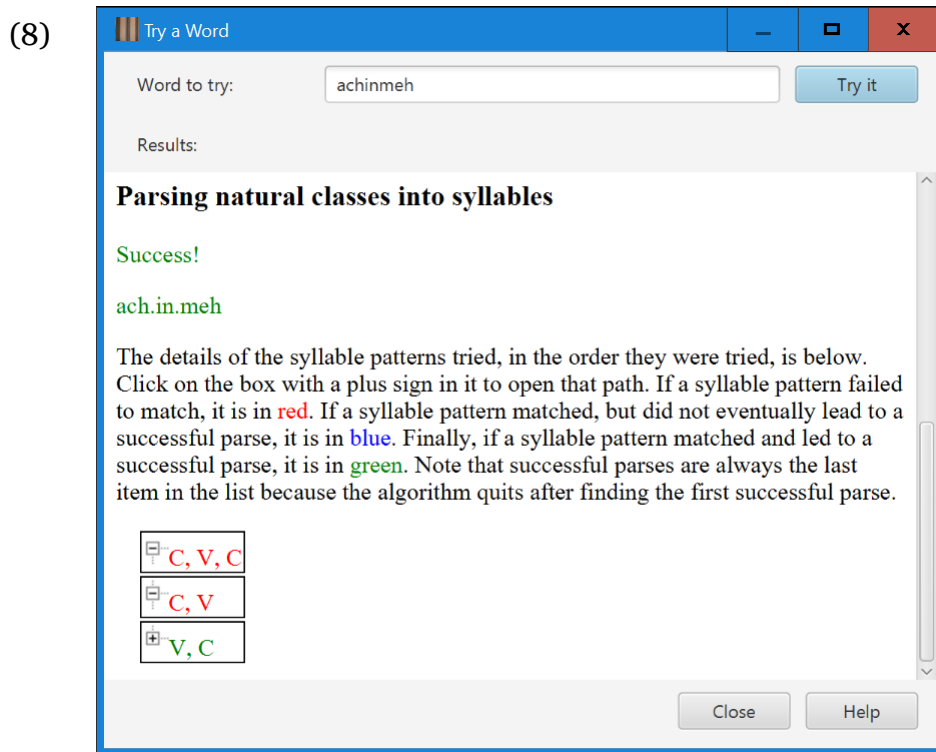 (8)
Try a Word
Word to try: achinmeh Try it
Results:
Parsing natural classes into syllables
Success!
ach.in.meh
The details of the syllable patterns tried, in the order they were tried, is below.
Click on the box with a plus sign in it to open that path. If a syllable pattern failed
to match, it is in red. If a syllable pattern matched, but did not eventually lead to a
successful parse, it is in blue. Finally, if a syllable pattern matched and led to a
successful parse, it is in green. Note that successful parses are always the last
item in the list because the algorithm quits after finding the first successful parse.
C, V, C
C, V
V, C
Close Help